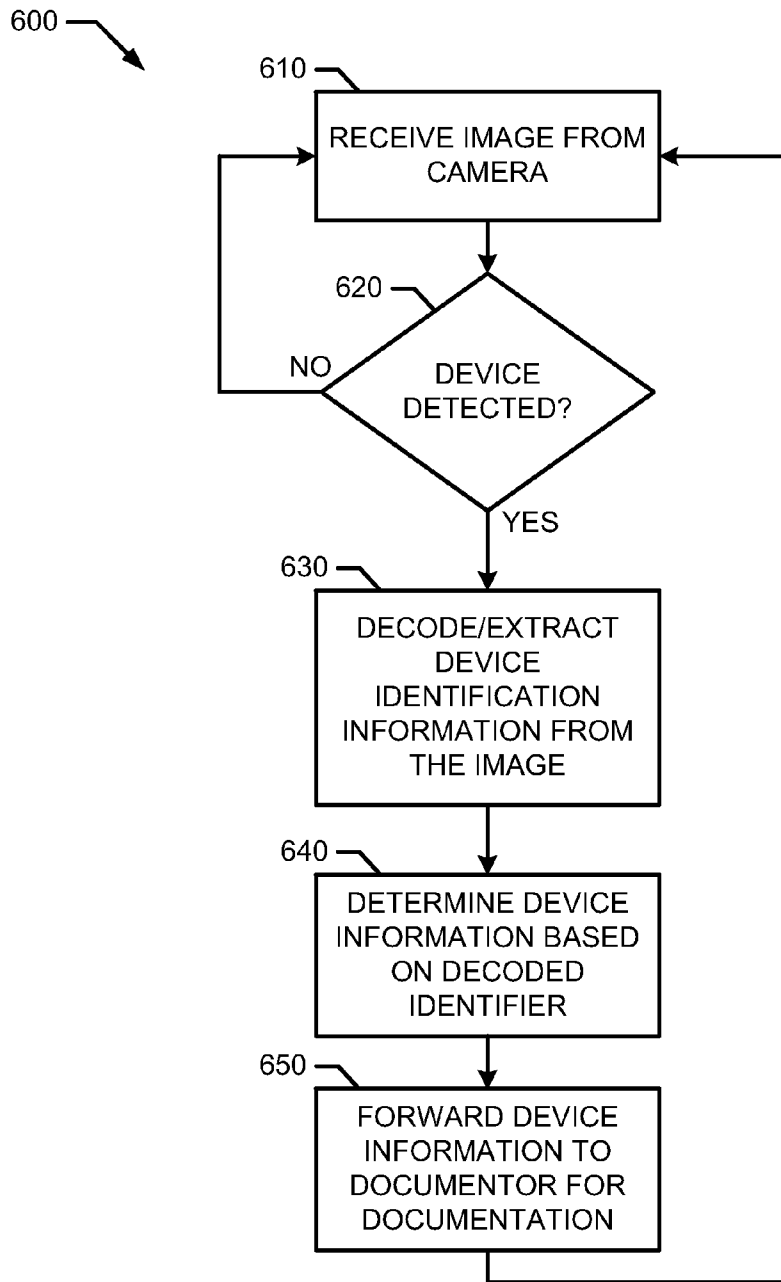 600
610
RECEIVE IMAGE FROM
CAMERA
620
NO
DEVICE
DETECTED?
YES
630
DECODE/EXTRACT
DEVICE
IDENTIFICATION
INFORMATION FROM
THE IMAGE
640
DETERMINE DEVICE
INFORMATION BASED
ON DECODED
IDENTIFIER
650
FORWARD DEVICE
INFORMATION TO
DOCUMENTOR FOR
DOCUMENTATION